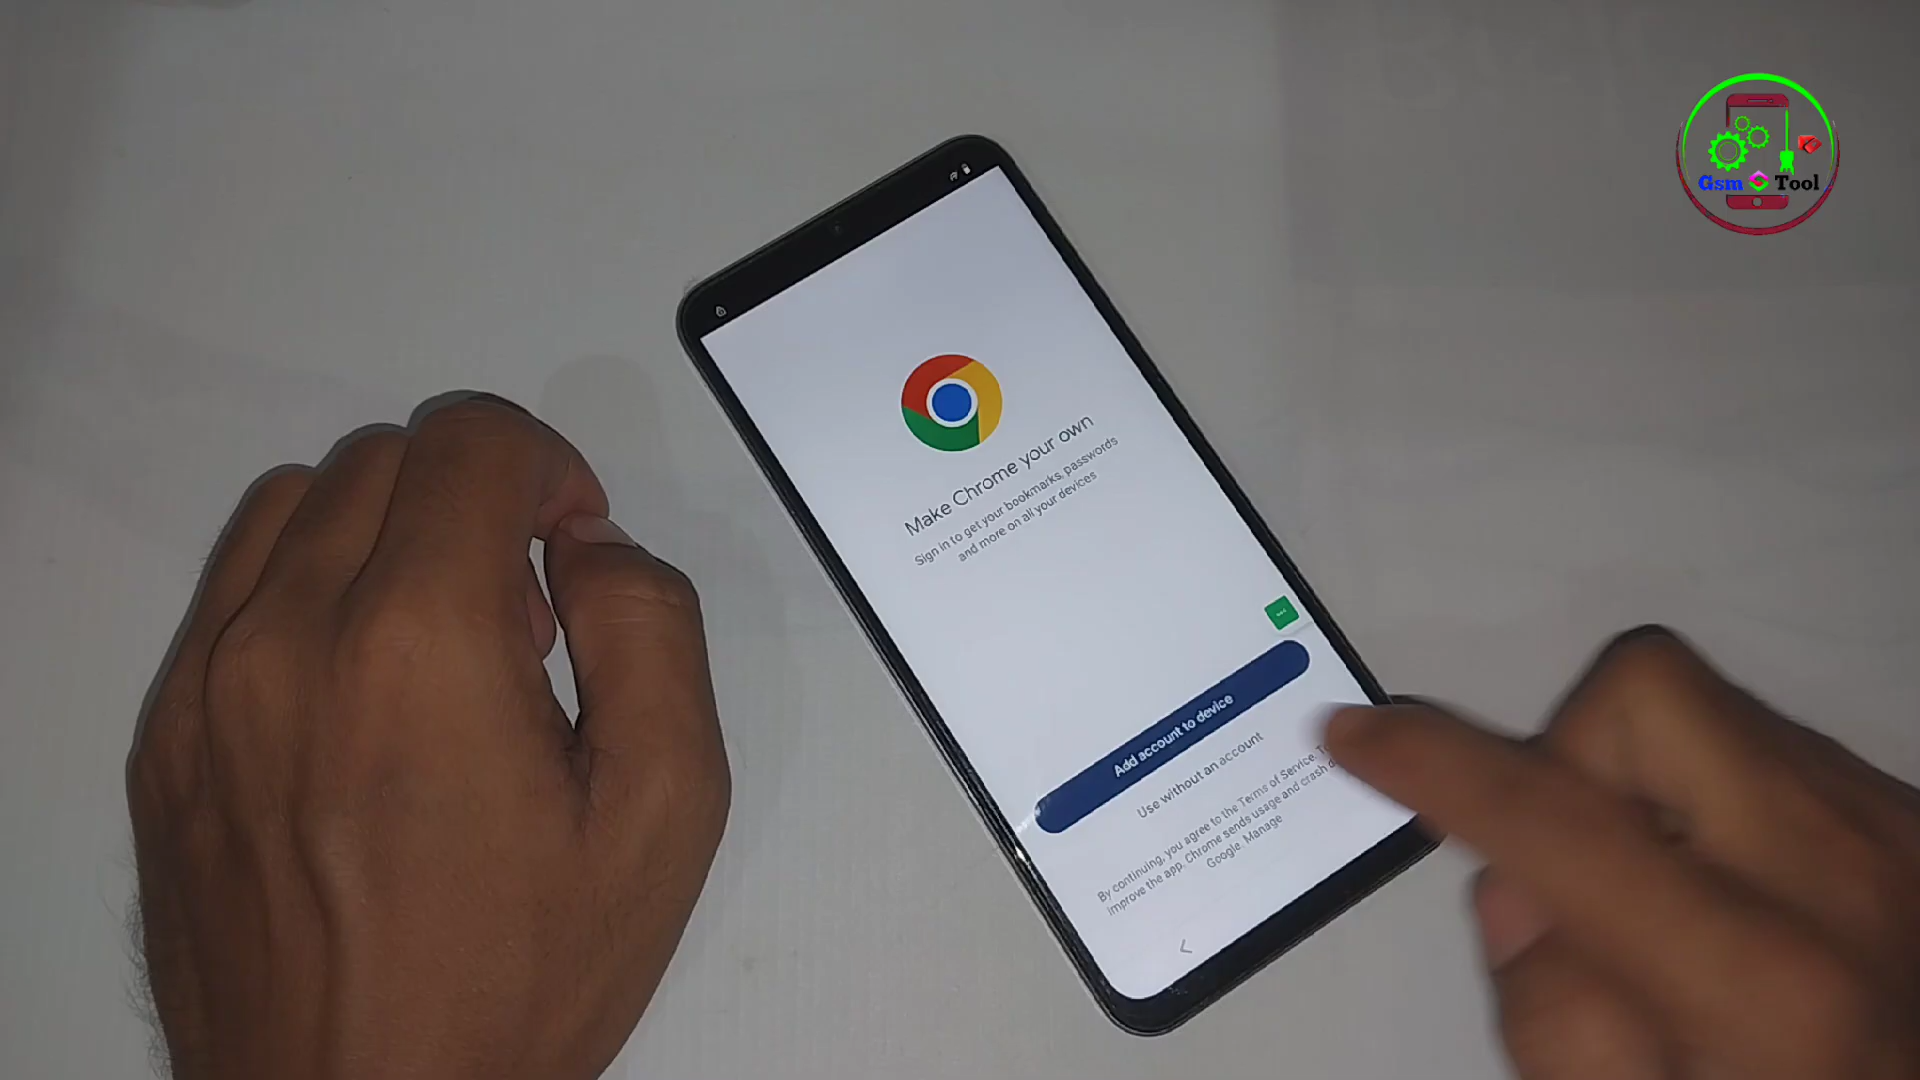 Gsm Tool
Make Chrome your own
Sign in to get your bookmarks, passwords
and more on all your devices
Add account to device
Use without an account
By continuing, you agree to the Terms of Service.
improve the app, Chrome sends usage and crash
Google. Manage